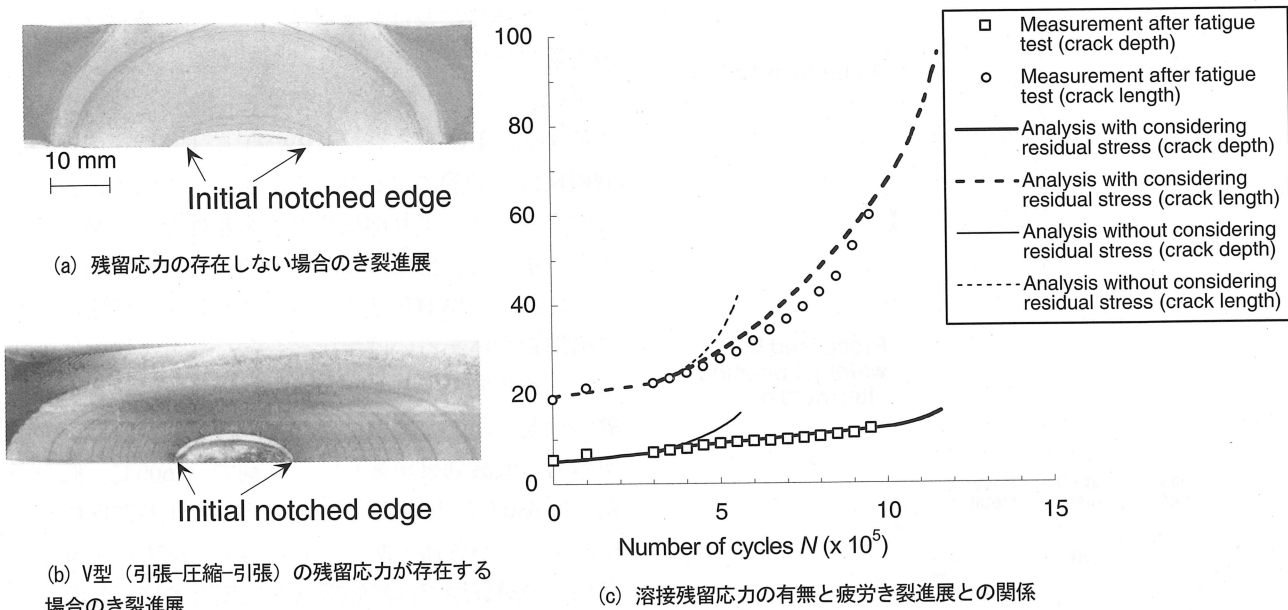 10 mm
Initial notched edge
(a) 残留応力の存在しない場合のき裂進展
Initial notched edge
(b) V型（引張−圧縮−引張）の残留応力が存在する
場合のき裂進展
100
80
60
40
20
0
0 5 10 15
Number of cycles N (x 10⁵)
(c) 溶接残留応力の有無と疲労き裂進展との関係
Measurement after fatigue
test (crack depth)
Measurement after fatigue
test (crack length)
Analysis with considering
residual stress (crack depth)
Analysis with considering
residual stress (crack length)
Analysis without considering
residual stress (crack depth)
Analysis without considering
residual stress (crack length)